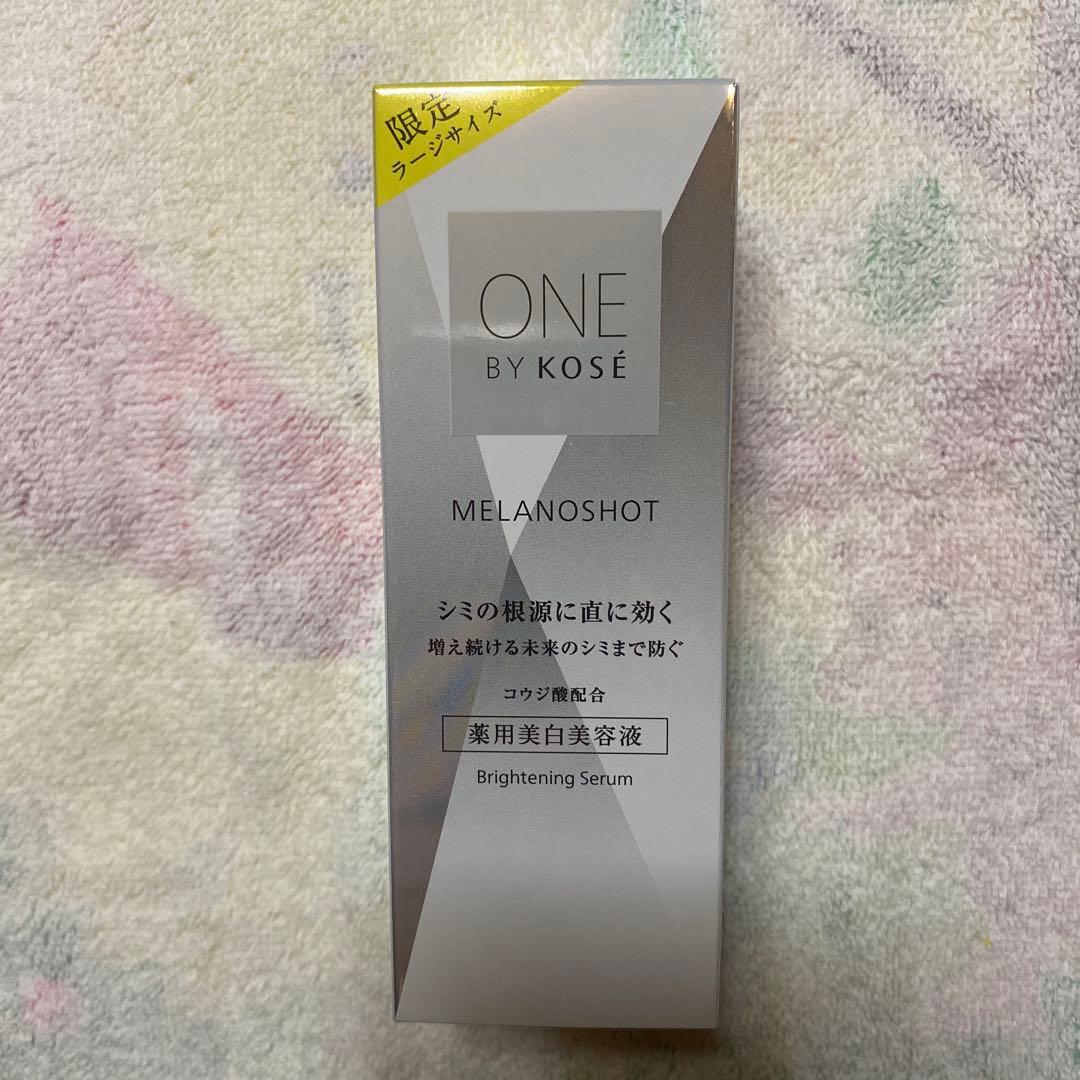 限定
ラージサイズ
ONE
BY KOSÉ
MELANOSHOT
シミの根源に直に効く
増え続ける未来のシミまで防ぐ
コウジ酸配合
薬用美白美容液
Brightening Serum